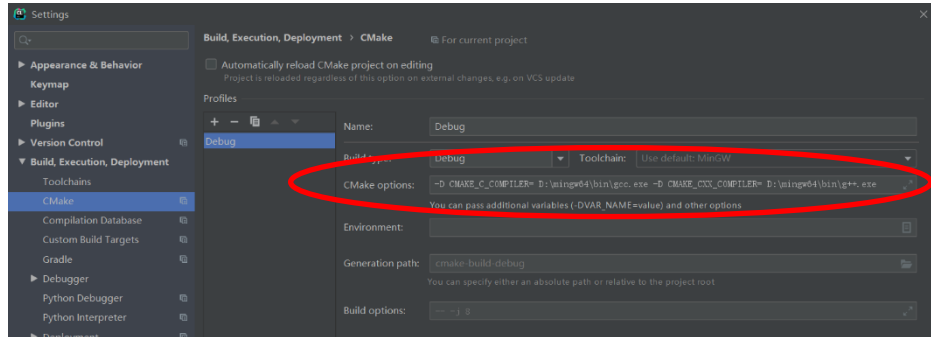 Settings
Build, Execution, Deployment > CMake For current project
Appearance & Behavior
Keymap
Editor
Plugins
Version Control
Build, Execution, Deployment
Toolchains
CMake
Compilation Database
Custom Build Targets
Gradle
Debugger
Python Debugger
Python Interpreter
Deployment
Automatically reload CMake project on editing
Project is reloaded regardless of this option on external changes, e.g. on VCS update
Profiles
Debug
Name: Debug
Build type: Debug Toolchain: Use default: MinGW
CMake options: -D CMAKE_C_COMPILER= D:\mingw64\bin\gcc.exe -D CMAKE_CXX_COMPILER= D:\mingw64\bin\g++.exe
You can pass additional variables (-DVAR_NAME=value) and other options
Environment:
Generation path: cmake-build-debug
You can specify either an absolute path or relative to the project root
Build options: -- -j 8